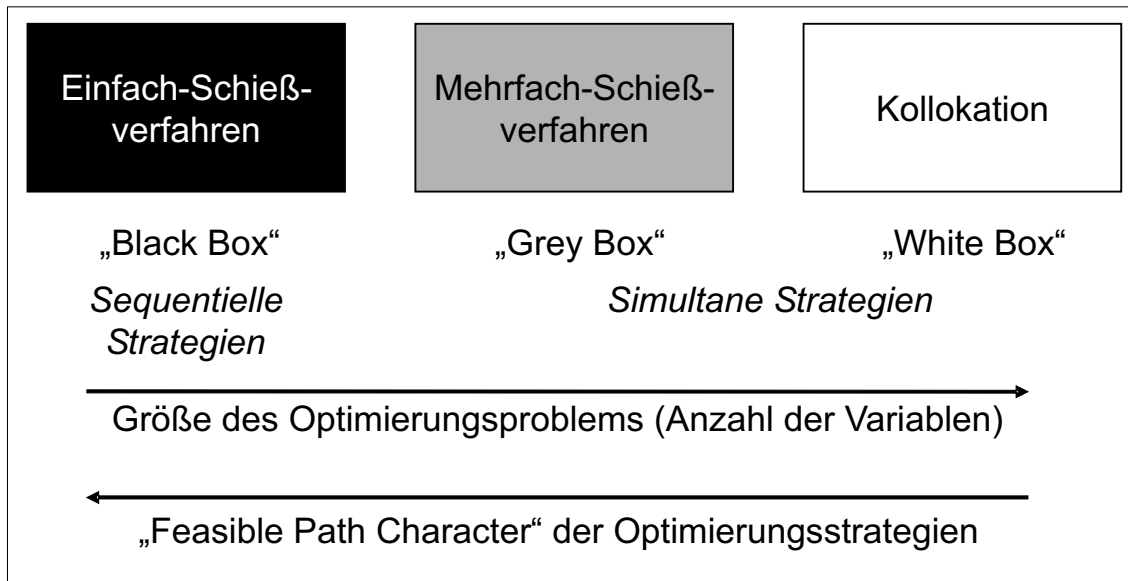 Einfach-Schieß-
verfahren
Mehrfach-Schieß-
verfahren
Kollokation
„Black Box“
„Grey Box“
„White Box“
Sequentielle
Strategien
Simultane Strategien
Größe des Optimierungsproblems (Anzahl der Variablen)
„Feasible Path Character“ der Optimierungsstrategien